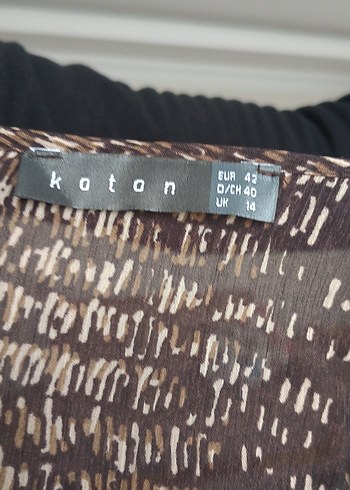 koton
EUR 42
D/CH 40
UK 14